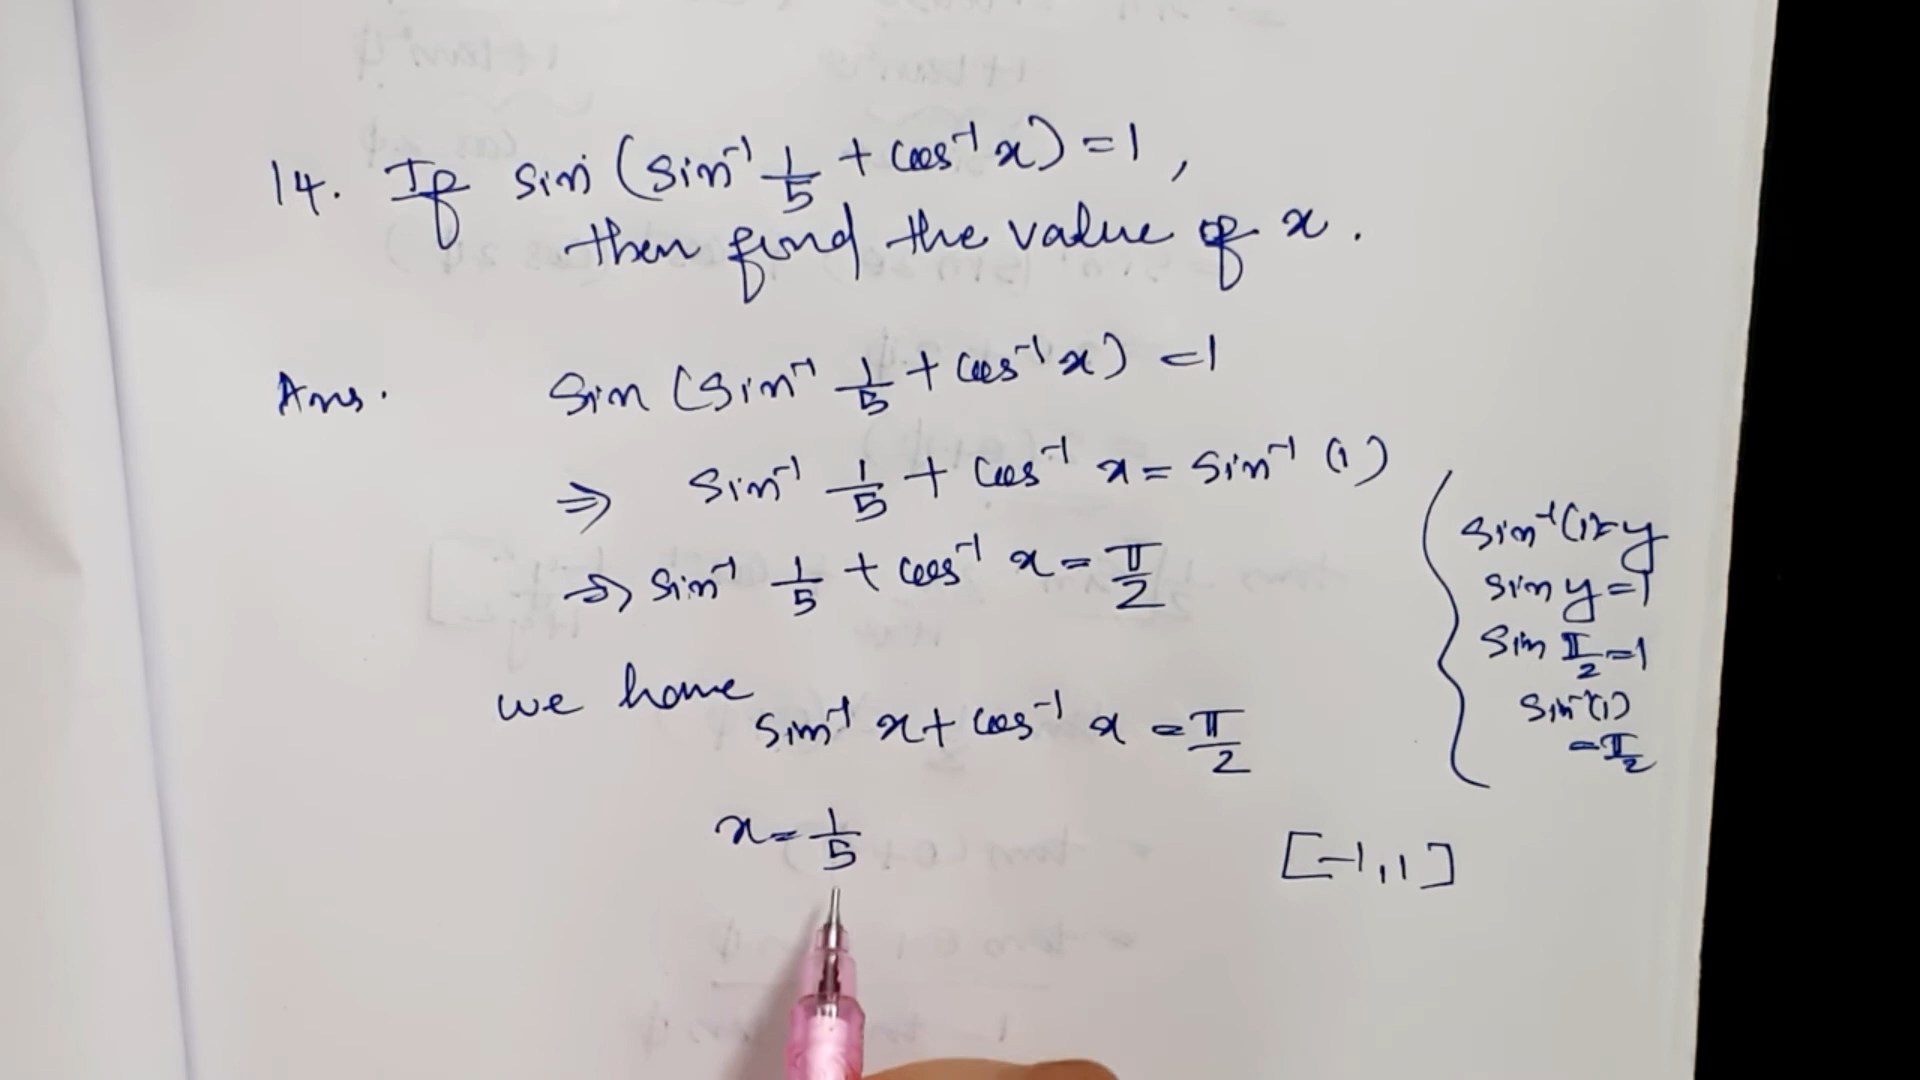 14. If sin (sin⁻¹ 1/5 + cos⁻¹ x) = 1,
then find the value of x.
Ans. Sin (Sin⁻¹ 1/5 + cos⁻¹ x) = 1
⇒ Sin⁻¹ 1/5 + cos⁻¹ x = Sin⁻¹ (1)
⇒ Sin⁻¹ 1/5 + cos⁻¹ x = π/2
we have
Sin⁻¹ x + cos⁻¹ x = π/2
x = 1/5
[-1, 1]
Sin⁻¹(1) = y
Sin y = 1
Sin π/2 = 1
Sin⁻¹(1)
= π/2